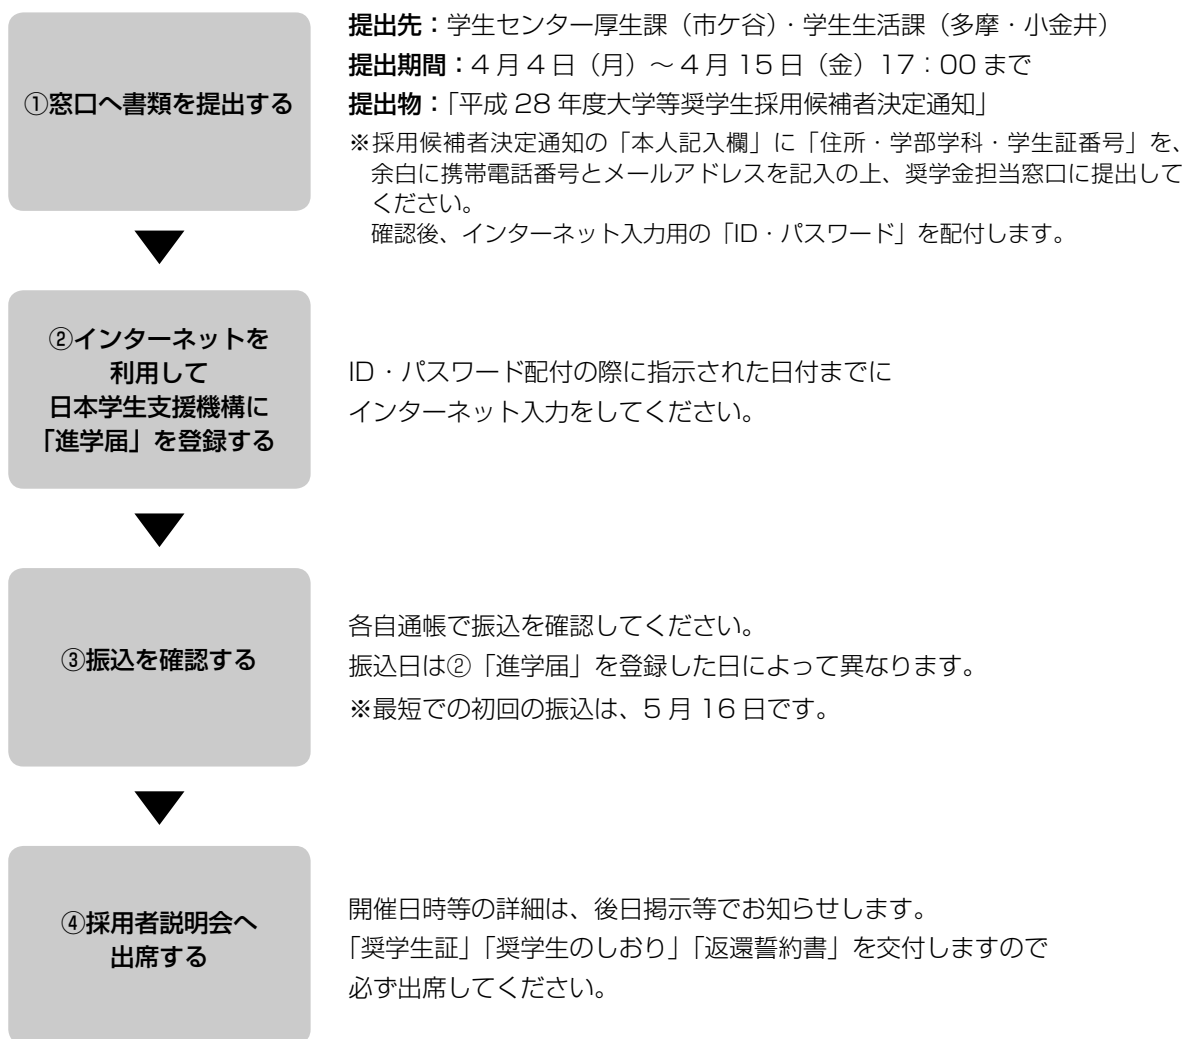 ①窓口へ書類を提出する
提出先：学生センター厚生課（市ケ谷）・学生生活課（多摩・小金井）
提出期間：4月4日（月）～4月15日（金）17：00まで
提出物：「平成28年度大学等奨学生採用候補者決定通知」
※採用候補者決定通知の「本人記入欄」に「住所・学部学科・学生証番号」を、
余白に携帯電話番号とメールアドレスを記入の上、奨学金担当窓口に提出して
ください。
確認後、インターネット入力用の「ID・パスワード」を配付します。
②インターネットを
利用して
日本学生支援機構に
「進学届」を登録する
ID・パスワード配付の際に指示された日付までに
インターネット入力をしてください。
③振込を確認する
各自通帳で振込を確認してください。
振込日は②「進学届」を登録した日によって異なります。
※最短での初回の振込は、5月16日です。
④採用者説明会へ
出席する
開催日時等の詳細は、後日掲示等でお知らせします。
「奨学生証」「奨学生のしおり」「返還誓約書」を交付しますので
必ず出席してください。